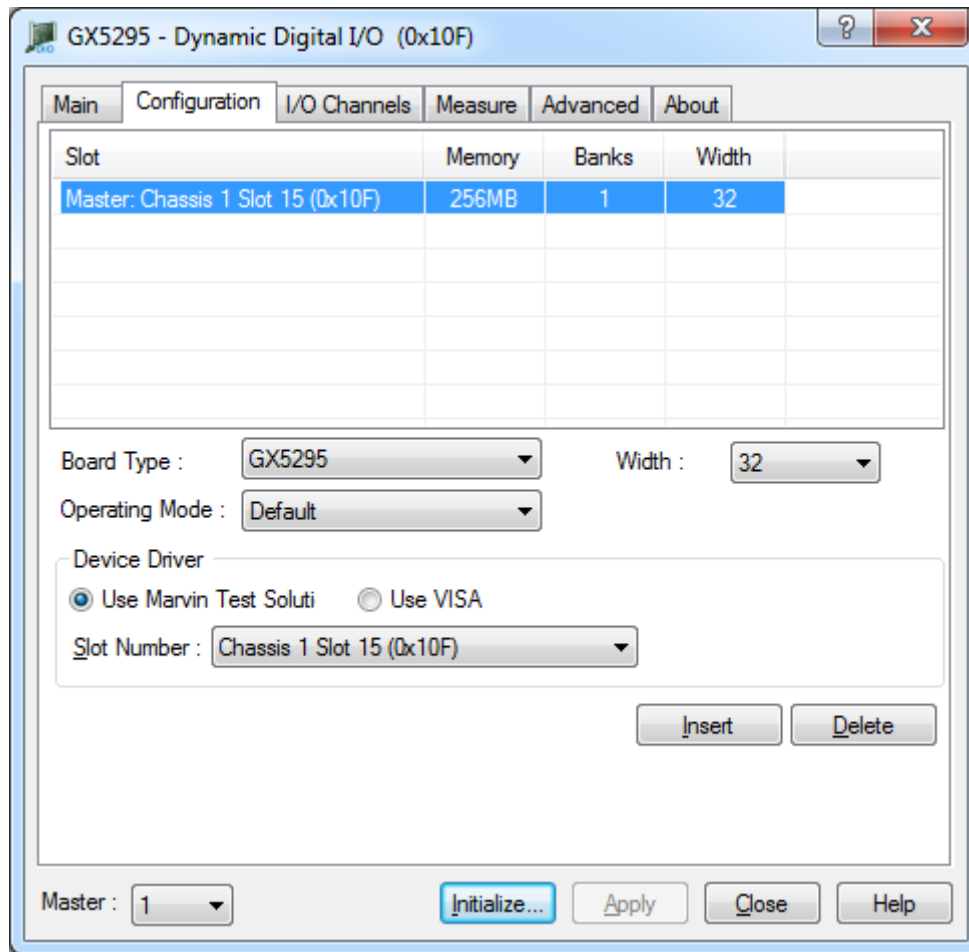 GX5295 - Dynamic Digital I/O (0x10F)
Main Configuration I/O Channels Measure Advanced About
Slot Memory Banks Width
Master: Chassis 1 Slot 15 (0x10F) 256MB 1 32
Board Type : GX5295 Width : 32
Operating Mode : Default
Device Driver
Use Marvin Test Soluti Use VISA
Slot Number : Chassis 1 Slot 15 (0x10F)
Insert Delete
Master : 1 Initialize... Apply Close Help